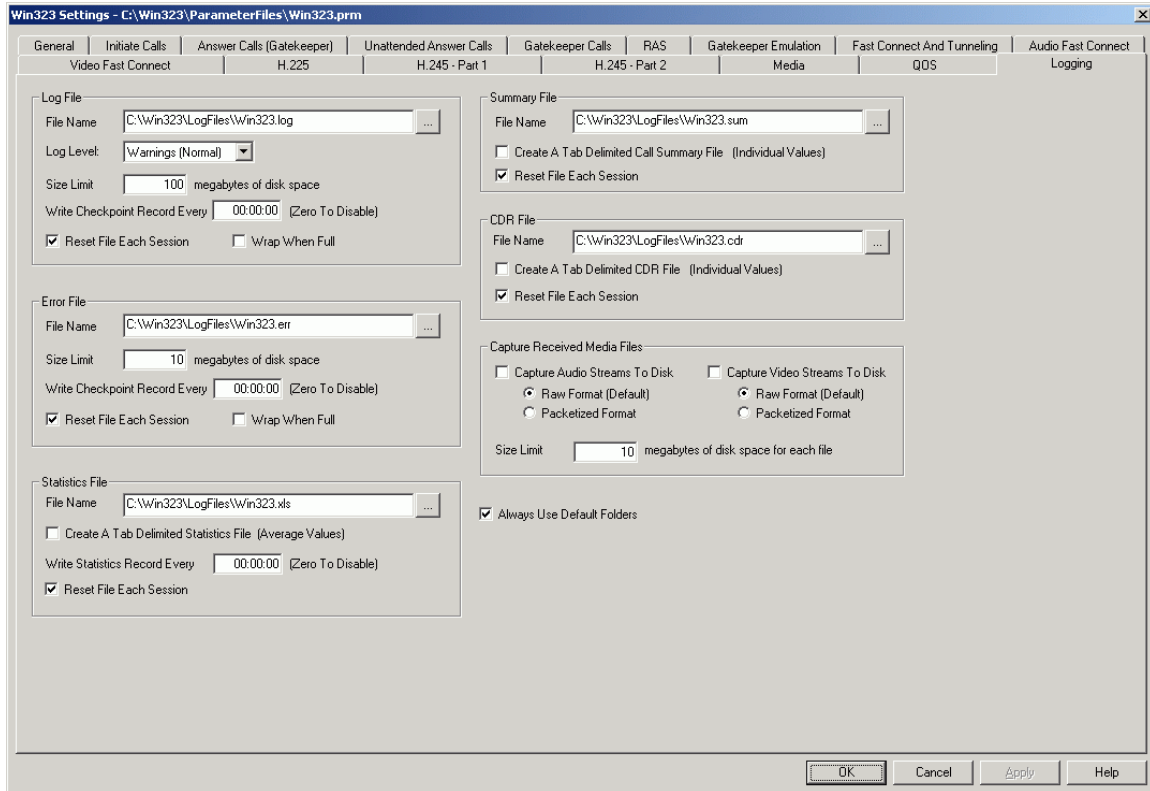 Win323 Settings - C:\Win323\ParameterFiles\Win323.prm
General
Initiate Calls
Answer Calls (Gatekeeper)
Unattended Answer Calls
Gatekeeper Calls
RAS
Gatekeeper Emulation
Fast Connect And Tunneling
Audio Fast Connect
Video Fast Connect
H.225
H.245 - Part 1
H.245 - Part 2
Media
QOS
Logging
Log File
File Name C:\Win323\LogFiles\Win323.log ...
Log Level: Warnings (Normal)
Size Limit 100 megabytes of disk space
Write Checkpoint Record Every 00:00:00 (Zero To Disable)
Reset File Each Session Wrap When Full
Error File
File Name C:\Win323\LogFiles\Win323.err ...
Size Limit 10 megabytes of disk space
Write Checkpoint Record Every 00:00:00 (Zero To Disable)
Reset File Each Session Wrap When Full
Statistics File
File Name C:\Win323\LogFiles\Win323.xls ...
Create A Tab Delimited Statistics File (Average Values)
Write Statistics Record Every 00:00:00 (Zero To Disable)
Reset File Each Session
Summary File
File Name C:\Win323\LogFiles\Win323.sum ...
Create A Tab Delimited Call Summary File (Individual Values)
Reset File Each Session
CDR File
File Name C:\Win323\LogFiles\Win323.cdr ...
Create A Tab Delimited CDR File (Individual Values)
Reset File Each Session
Capture Received Media Files
Capture Audio Streams To Disk Capture Video Streams To Disk
Raw Format (Default) Raw Format (Default)
Packetized Format Packetized Format
Size Limit 10 megabytes of disk space for each file
Always Use Default Folders
OK Cancel Apply Help